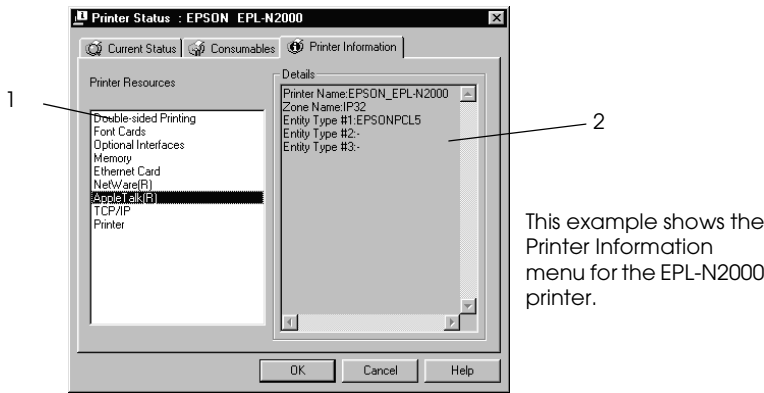 Printer Status : EPSON EPL-N2000
Current Status
Consumables
Printer Information
Printer Resources
1
Double-sided Printing
Font Cards
Optional Interfaces
Memory
Ethernet Card
NetWare(R)
AppleTalk(R)
TCP/IP
Printer
Details
Printer Name:EPSON_EPL-N2000
Zone Name:IP32
Entity Type #1:EPSONPCL5
Entity Type #2:-
Entity Type #3:-
2
OK
Cancel
Help
This example shows the
Printer Information
menu for the EPL-N2000
printer.